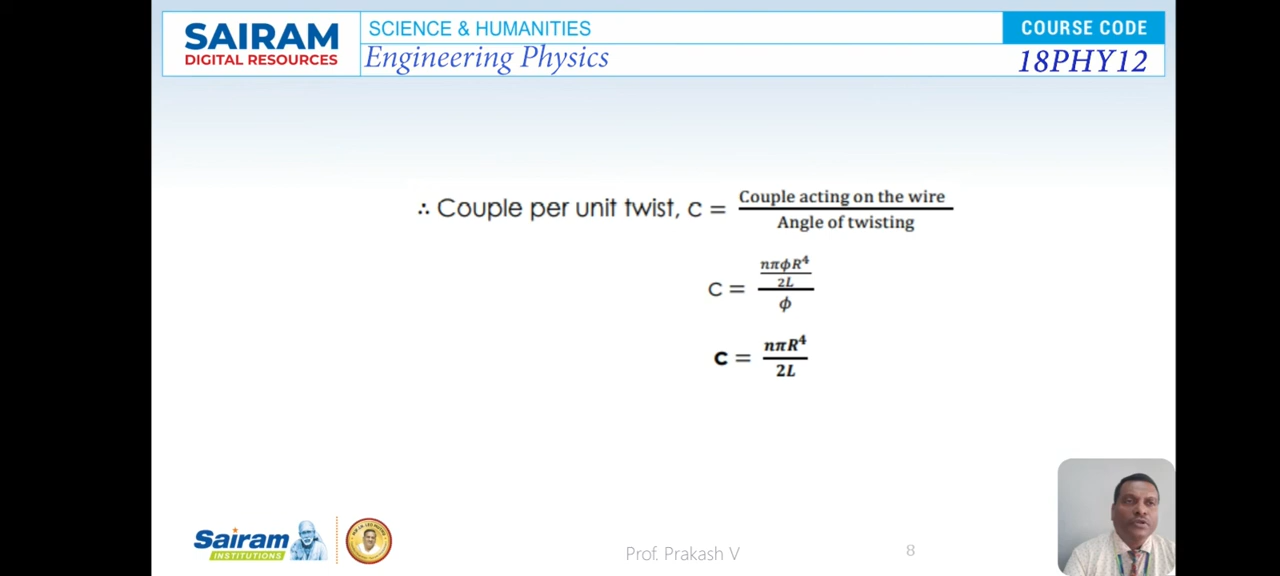 SAIRAM
DIGITAL RESOURCES
SCIENCE & HUMANITIES
Engineering Physics
COURSE CODE
18PHY12
∴ Couple per unit twist, c = Couple acting on the wire / Angle of twisting
C = (nπϕR⁴ / 2L) / ϕ
C = nπR⁴ / 2L
Sairam
INSTITUTIONS
Prof. Prakash V
8